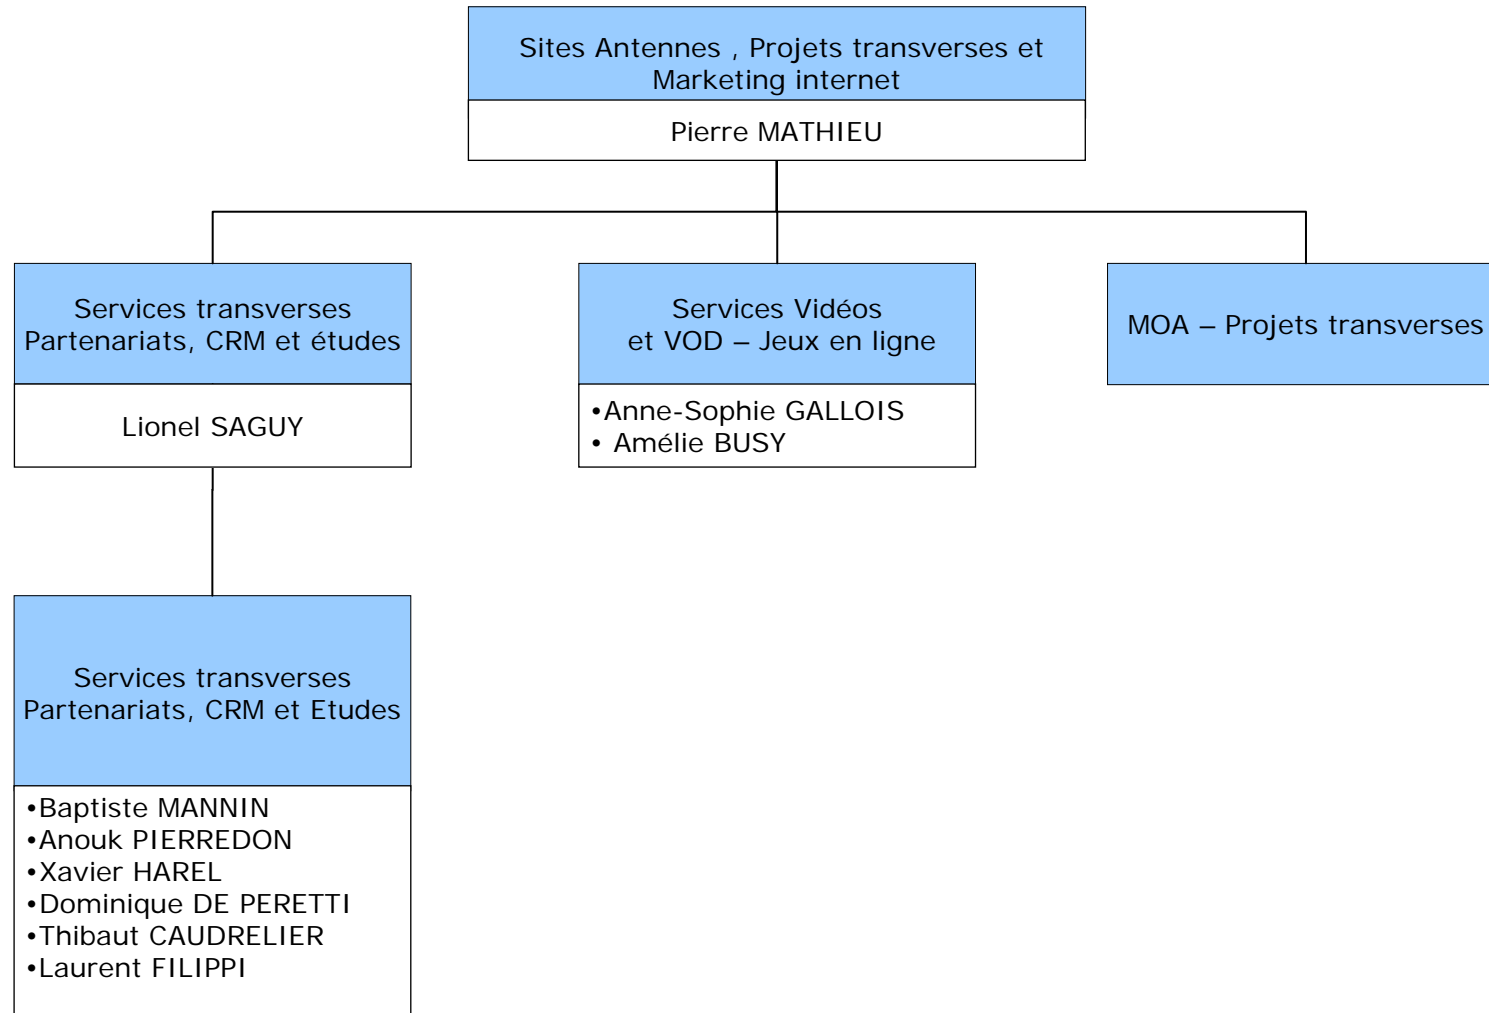 Sites Antennes , Projets transverses et
Marketing internet
Pierre MATHIEU
Services transverses
Partenariats, CRM et études
Lionel SAGUY
Services Vidéos
et VOD – Jeux en ligne
•Anne-Sophie GALLOIS
• Amélie BUSY
MOA – Projets transverses
Services transverses
Partenariats, CRM et Etudes
•Baptiste MANNIN
•Anouk PIERREDON
•Xavier HAREL
•Dominique DE PERETTI
•Thibaut CAUDRELIER
•Laurent FILIPPI